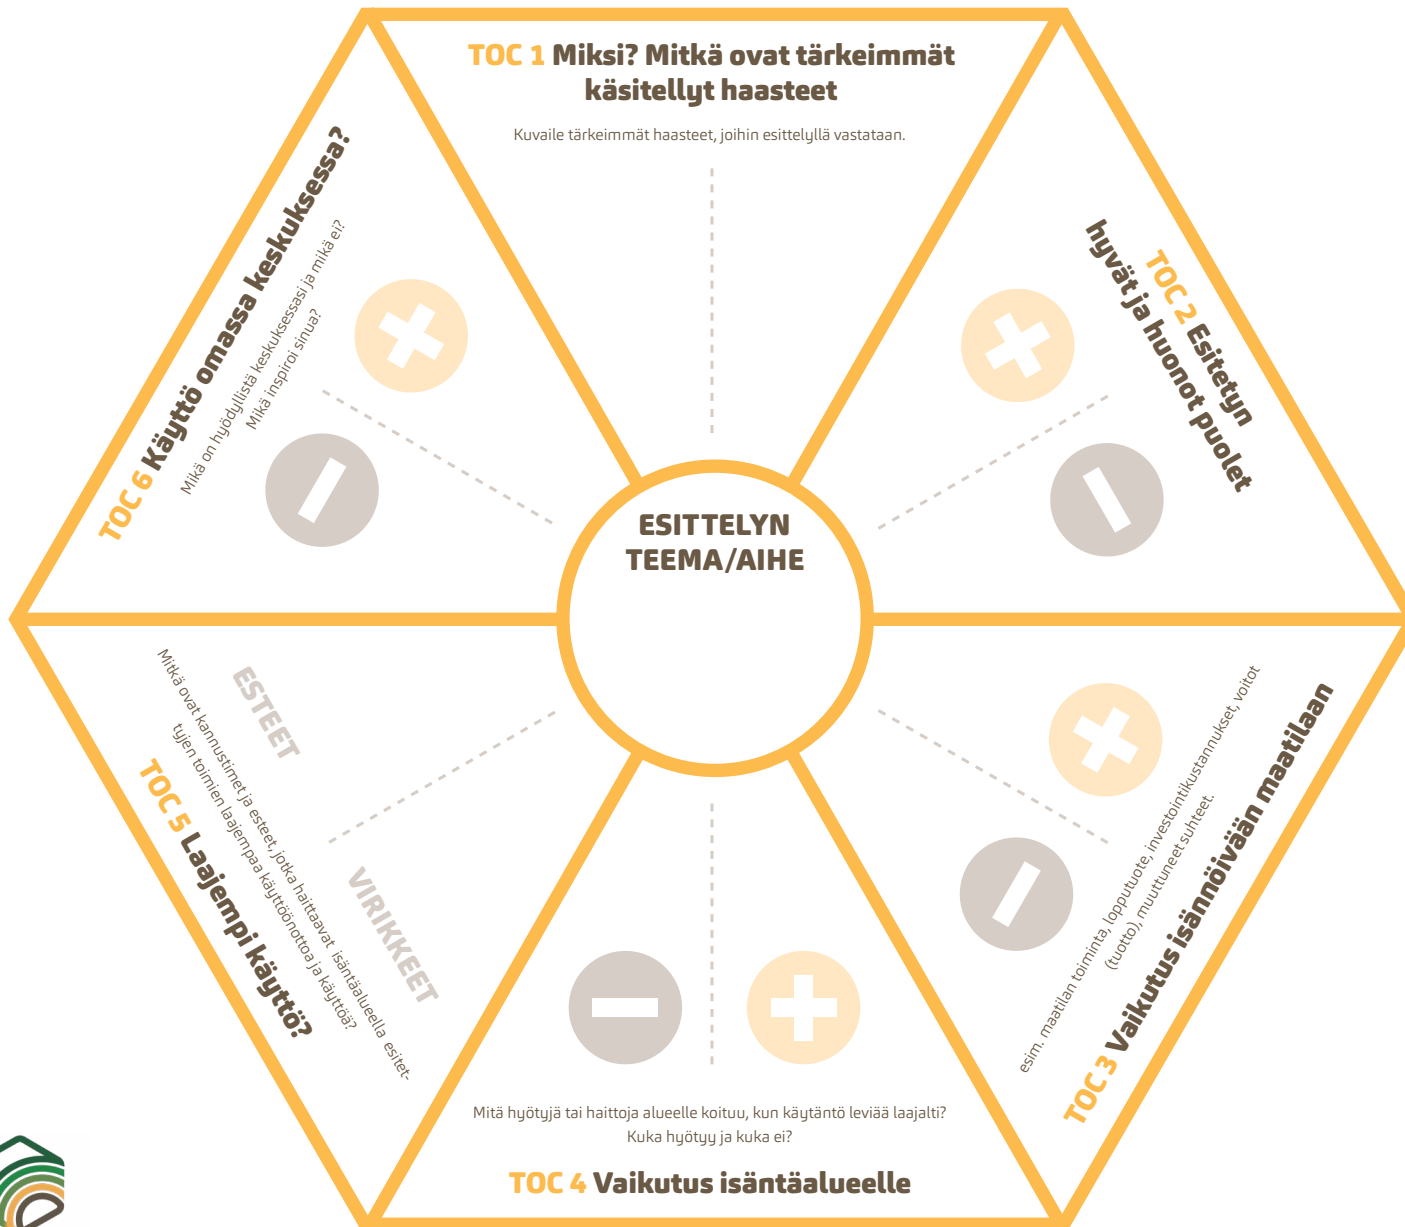 TOC 1 Miksi? Mitkä ovat tärkeimmät
käsitellyt haasteet
Kuvaile tärkeimmät haasteet, joihin esittelyllä vastataan.
TOC 2 Esitetyn
hyvät ja huonot puolet
esim. maatilan toiminta, lopputuote, investointikustannukset, voitot
(tuotto), muuttuneet suhteet.
TOC 3 Vaikutus isännöivään maatilaan
Mitä hyötyjä tai haittoja alueelle koituu, kun käytäntö leviää laajalti?
Kuka hyötyy ja kuka ei?
TOC 4 Vaikutus isäntäalueelle
ESTEET
VIRIKKEET
Mitkä ovat kannustimet ja esteet, jotka haittaavat isäntäalueella esitet-
tyjen toimien laajempaa käyttöönottoa ja käyttöä?
TOC 5 Laajempi käyttö?
TOC 6 Käyttö omassa keskuksessa?
Mikä on hyödyllistä keskuksessasi ja mikä ei?
Mikä inspiroi sinua?
ESITTELYN
TEEMA/AIHE